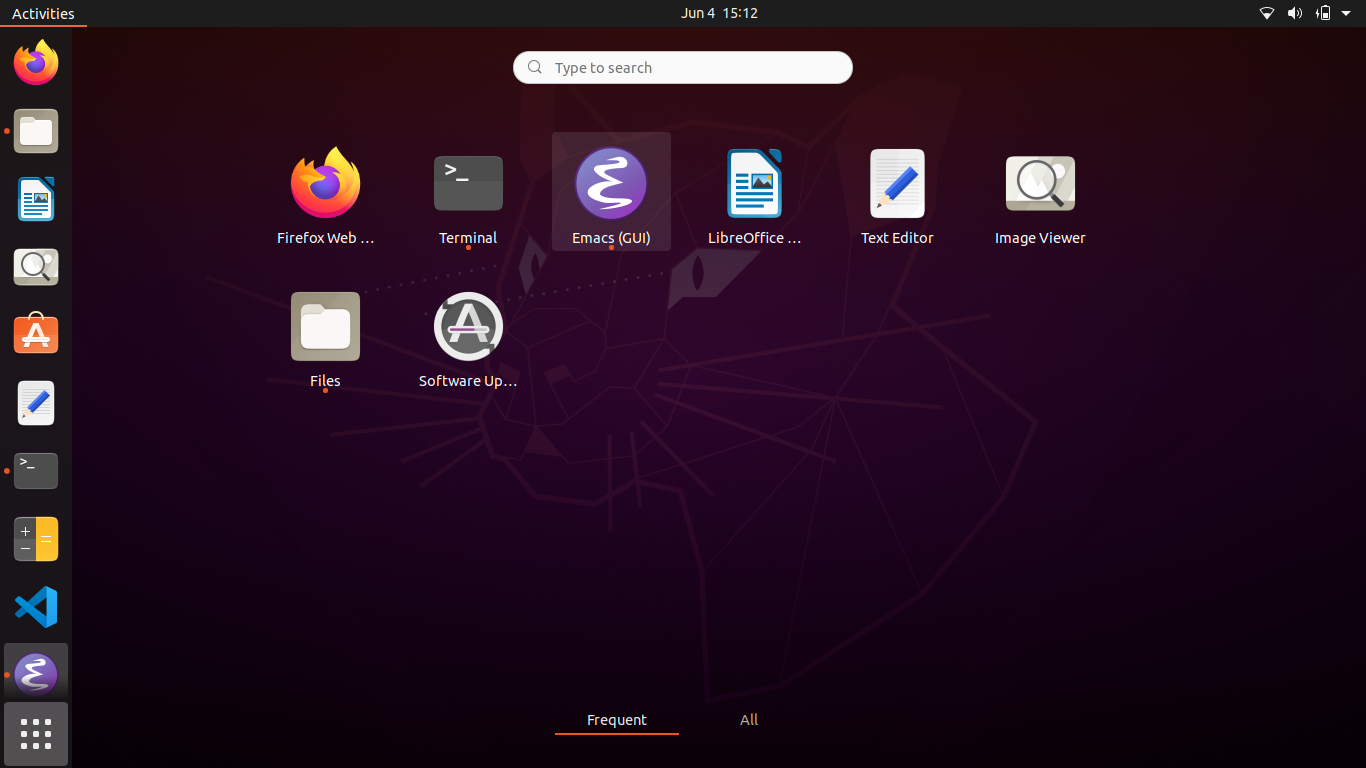 Activities
Jun 4 15:12
Type to search
Firefox Web ...
Terminal
Emacs (GUI)
LibreOffice ...
Text Editor
Image Viewer
Files
Software Up...
Frequent
All